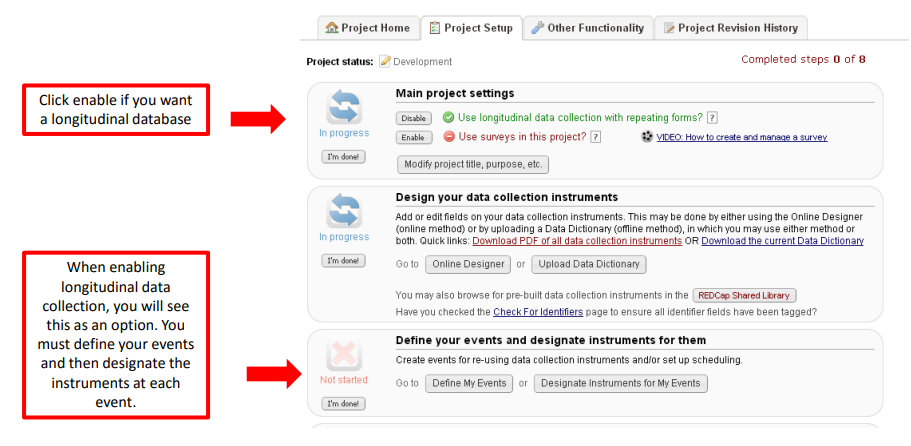 Project Home
Project Setup
Other Functionality
Project Revision History
Project status: Development
Completed steps 0 of 8
Click enable if you want
a longitudinal database
In progress
I'm done!
Main project settings
Disable Use longitudinal data collection with repeating forms? ?
Enable Use surveys in this project? ? VIDEO: How to create and manage a survey
Modify project title, purpose, etc.
In progress
I'm done!
Design your data collection instruments
Add or edit fields on your data collection instruments. This may be done by either using the Online Designer
(online method) or by uploading a Data Dictionary (offline method), in which you may use either method or
both. Quick links: Download PDF of all data collection instruments OR Download the current Data Dictionary
Go to Online Designer or Upload Data Dictionary
You may also browse for pre-built data collection instruments in the REDCap Shared Library
Have you checked the Check For Identifiers page to ensure all identifier fields have been tagged?
When enabling
longitudinal data
collection, you will see
this as an option. You
must define your events
and then designate the
instruments at each
event.
Not started
I'm done!
Define your events and designate instruments for them
Create events for re-using data collection instruments and/or set up scheduling.
Go to Define My Events or Designate Instruments for My Events